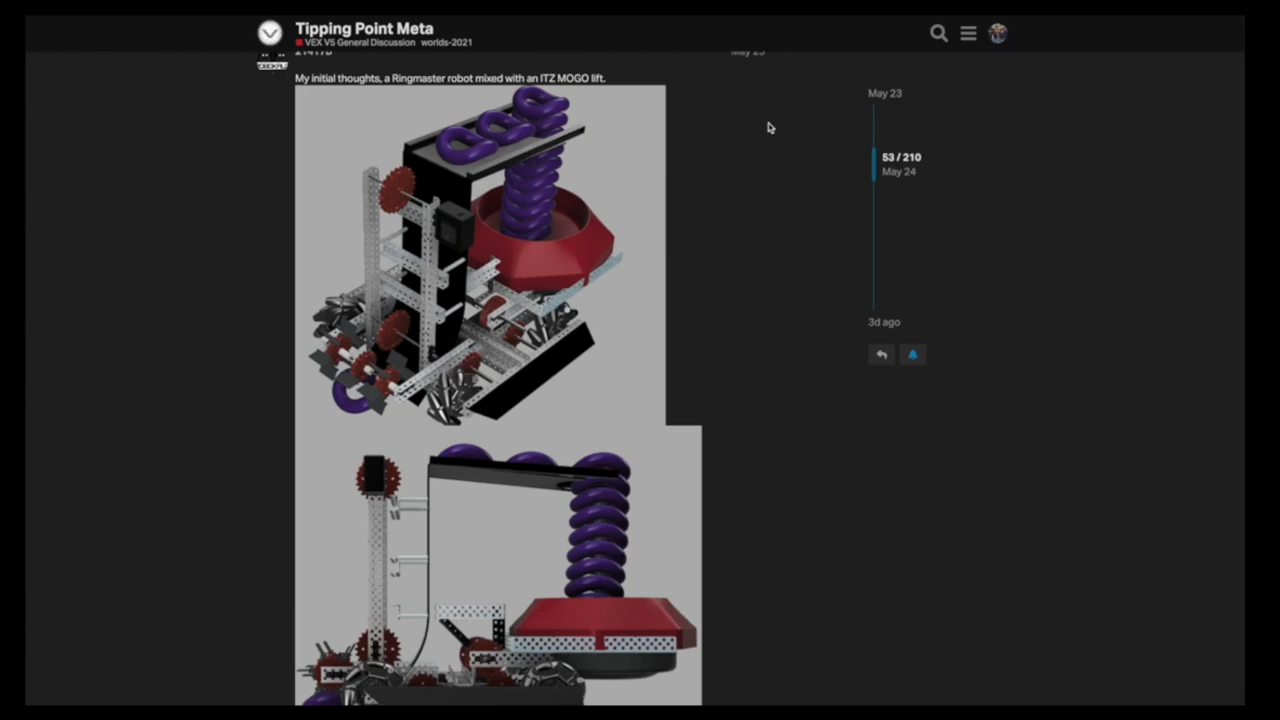 Tipping Point Meta
VEX V5 General Discussion worlds-2021
My initial thoughts, a Ringmaster robot mixed with an ITZ MOGO lift.
May 23
53 / 210
May 24
3d ago